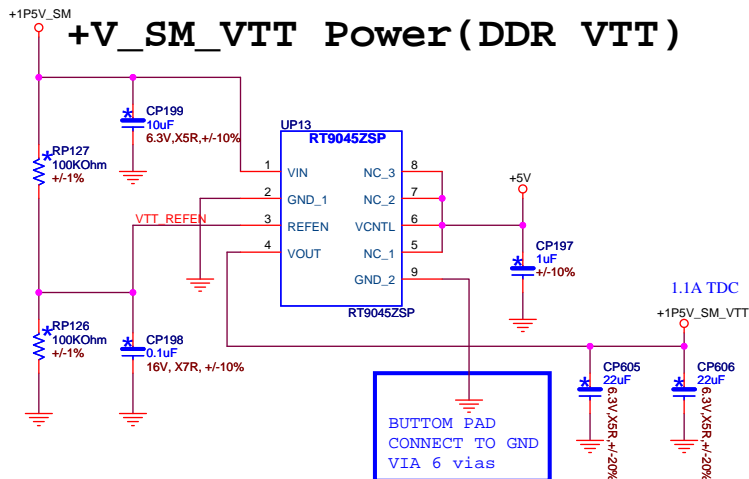 +1P5V_SM
+V_SM_VTT Power(DDR VTT)
CP199
10uF
6.3V,X5R,+/-10%
RP127
100KOhm
+/-1%
UP13
RT9045ZSP
1 VIN
2 GND_1
3 REFEN
4 VOUT
NC_3 8
NC_2 7
VCNTL 6
NC_1 5
GND_2 9
RT9045ZSP
VTT_REFEN
+5V
CP197
1uF
+/-10%
1.1A TDC
+1P5V_SM_VTT
RP126
100KOhm
+/-1%
CP198
0.1uF
16V, X7R, +/-10%
CP605
22uF
6.3V,X5R,+/-20%
CP606
22uF
6.3V,X5R,+/-20%
BUTTOM PAD
CONNECT TO GND
VIA 6 vias